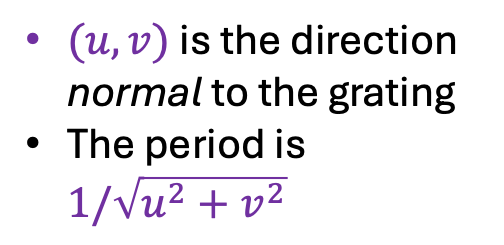 • (u, v) is the direction
normal to the grating
• The period is
1/√u² + v²